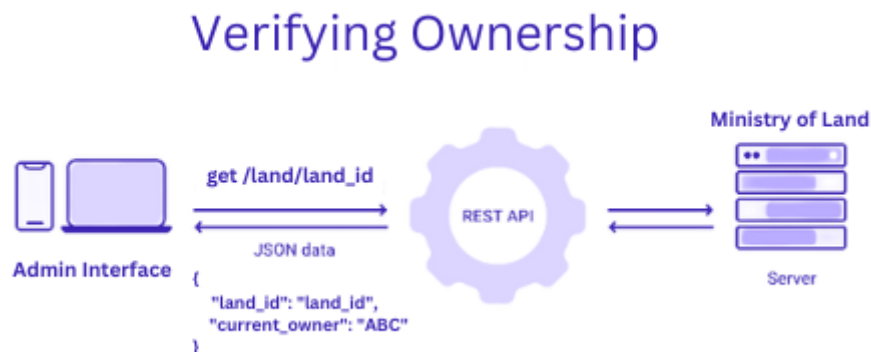 Verifying Ownership
Ministry of Land
get /land/land_id
REST API
JSON data
Admin Interface
Server
{
"land_id": "land_id",
"current_owner": "ABC"
}